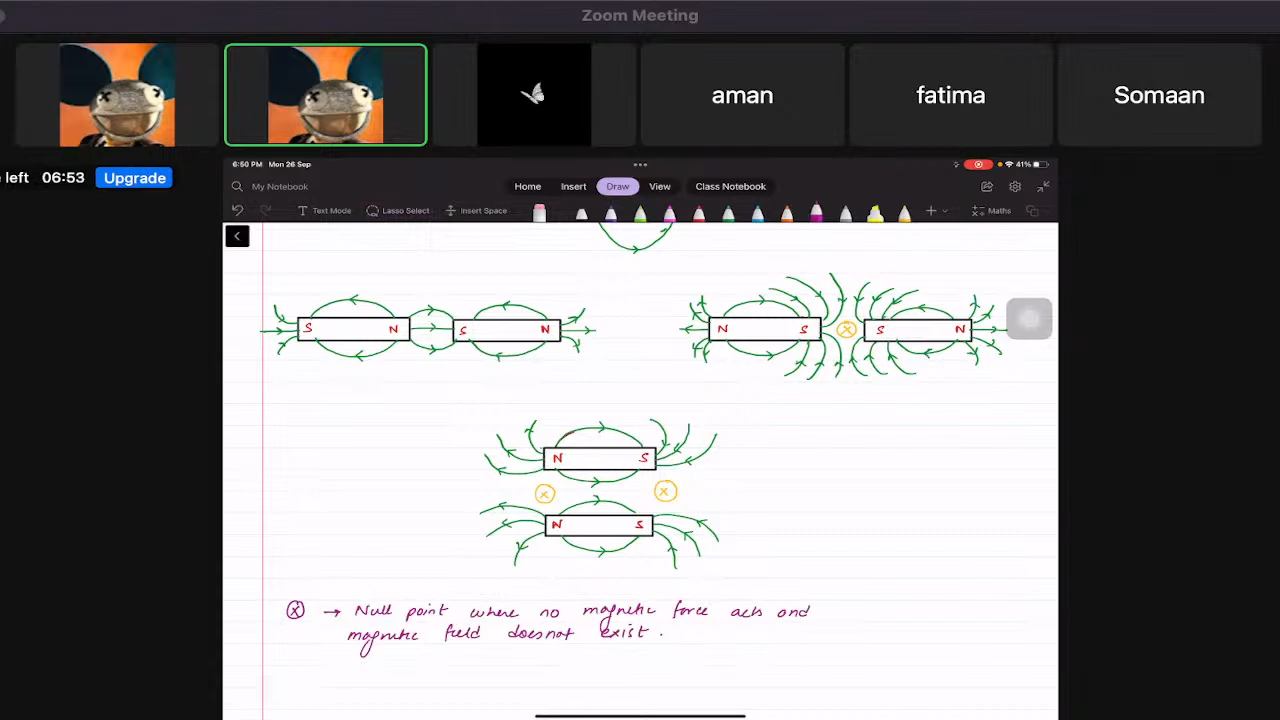 Zoom Meeting
aman
fatima
Somaan
e left 06:53 Upgrade
6:50 PM Mon 26 Sep
41%
My Notebook
Home Insert Draw View Class Notebook
Text Mode Lasso Select Insert Space Maths
S N S N
N S X S N
N S
X X
N S
X → Null point where no magnetic force acts and
magnetic field doesnot exist.